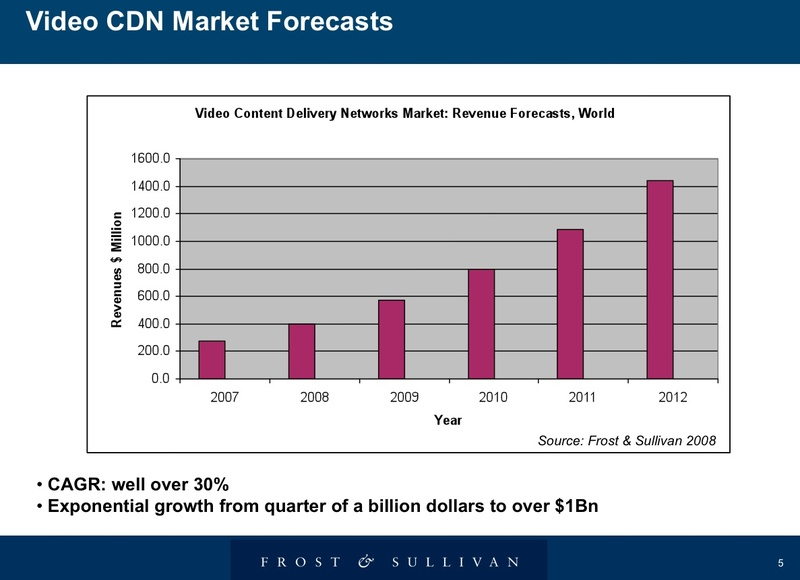 Video CDN Market Forecasts
Video Content Delivery Networks Market: Revenue Forecasts, World
1600.0
1400.0
1200.0
1000.0
800.0
600.0
400.0
200.0
0.0
Revenues $ Million
2007 2008 2009 2010 2011 2012
Year
Source: Frost & Sullivan 2008
• CAGR: well over 30%
• Exponential growth from quarter of a billion dollars to over $1Bn
FROST & SULLIVAN
5